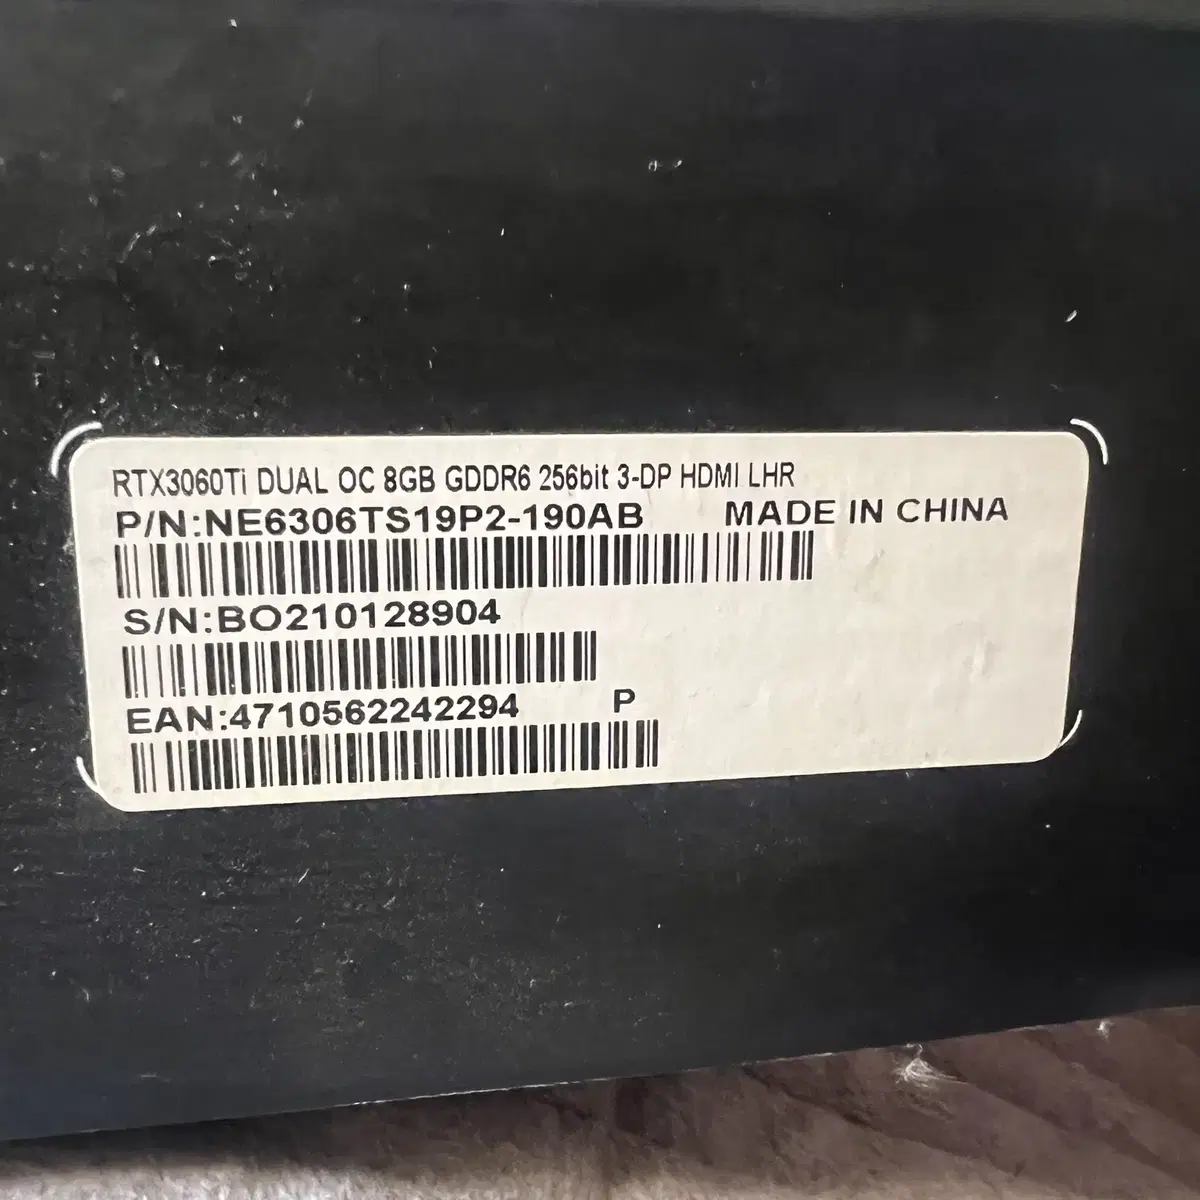 RTX3060Ti DUAL OC 8GB GDDR6 256bit 3-DP HDMI LHR
P/N:NE6306TS19P2-190AB MADE IN CHINA
S/N:BO210128904
EAN:4710562242294 P